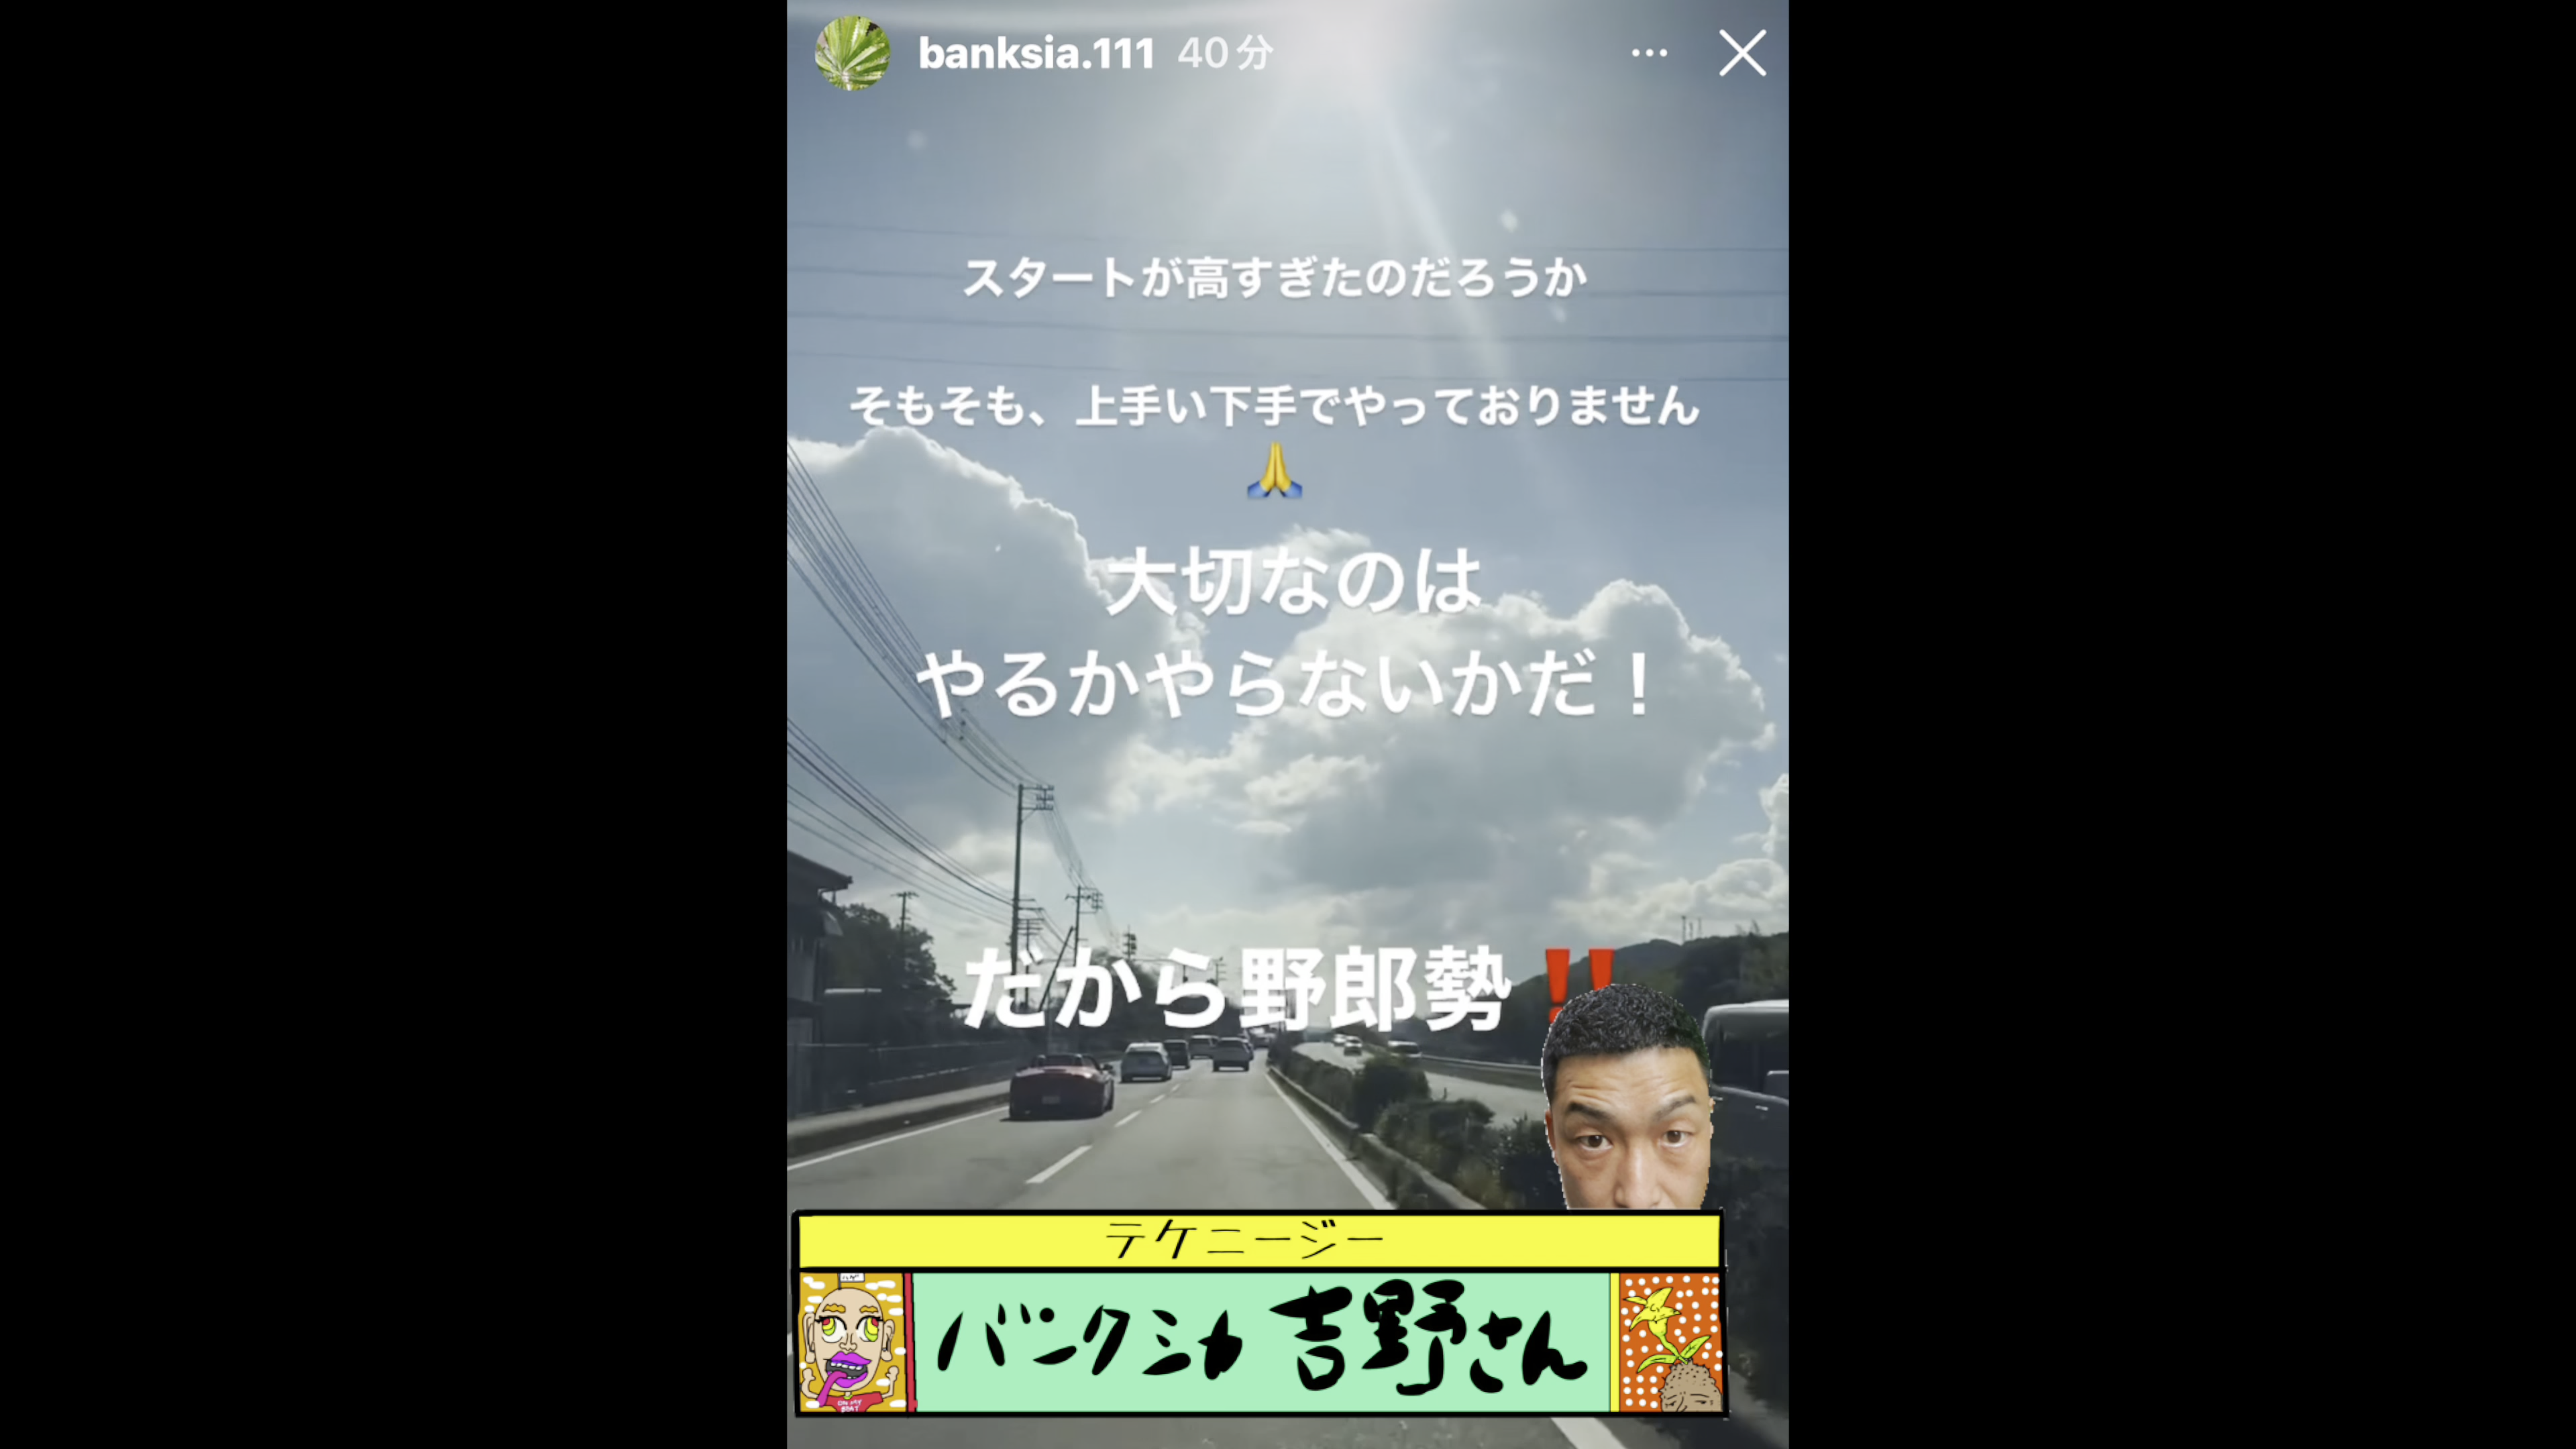 banksia.111 40分
スタートが高すぎたのだろうか
そもそも、上手い下手でやっておりません
🙏
大切なのは
やるかやらないかだ！
だから野郎勢‼️
テケニージー
バンクシカ 吉野さん